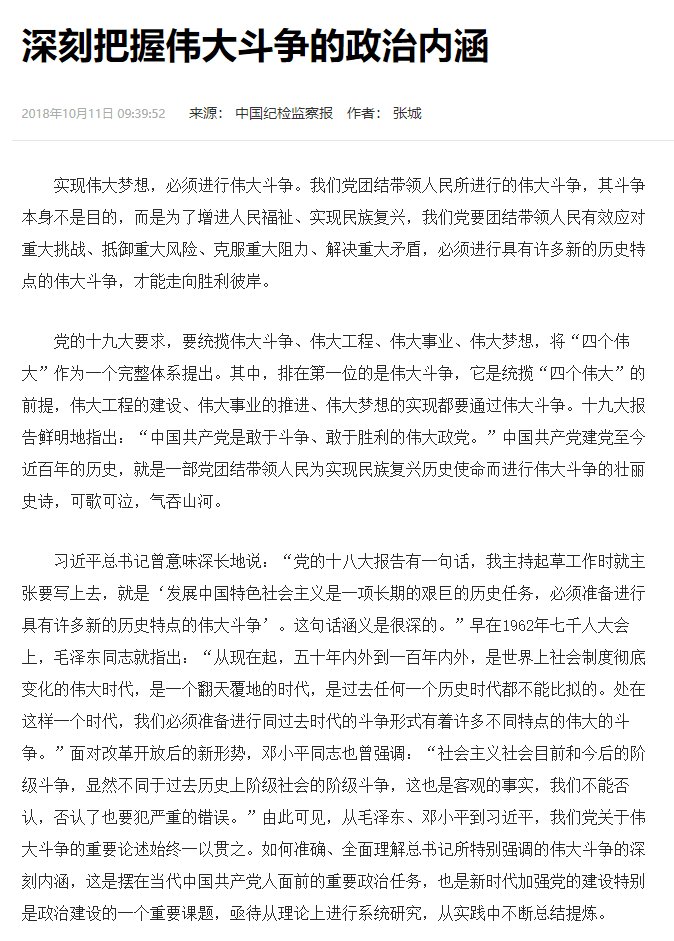 深刻把握伟大斗争的政治内涵
2018年10月11日 09:39:52 来源： 中国纪检监察报 作者： 张城
实现伟大梦想，必须进行伟大斗争。我们党团结带领人民所进行的伟大斗争，其斗争
本身不是目的，而是为了增进人民福祉、实现民族复兴，我们党要团结带领人民有效应对
重大挑战、抵御重大风险、克服重大阻力、解决重大矛盾，必须进行具有许多新的历史特
点的伟大斗争，才能走向胜利彼岸。
党的十九大要求，要统揽伟大斗争、伟大工程、伟大事业、伟大梦想，将“四个伟
大”作为一个完整体系提出。其中，排在第一位的是伟大斗争，它是统揽“四个伟大”的
前提，伟大工程的建设、伟大事业的推进、伟大梦想的实现都要通过伟大斗争。十九大报
告鲜明地指出：“中国共产党是敢于斗争、敢于胜利的伟大政党。”中国共产党建党至今
近百年的历史，就是一部党团结带领人民为实现民族复兴历史使命而进行伟大斗争的壮丽
史诗，可歌可泣，气吞山河。
习近平总书记曾意味深长地说：“党的十八大报告有一句话，我主持起草工作时就主
张要写上去，就是‘发展中国特色社会主义是一项长期的艰巨的历史任务，必须准备进行
具有许多新的历史特点的伟大斗争’。这句话涵义是很深的。”早在1962年七千人大会
上，毛泽东同志就指出：“从现在起，五十年内外到一百年内外，是世界上社会制度彻底
变化的伟大时代，是一个翻天覆地的时代，是过去任何一个历史时代都不能比拟的。处在
这样一个时代，我们必须准备进行同过去时代的斗争形式有着许多不同特点的伟大的斗
争。”面对改革开放后的新形势，邓小平同志也曾强调：“社会主义社会目前和今后的阶
级斗争，显然不同于过去历史上阶级社会的阶级斗争，这也是客观的事实，我们不能否
认，否认了也要犯严重的错误。”由此可见，从毛泽东、邓小平到习近平，我们党关于伟
大斗争的重要论述始终一以贯之。如何准确、全面理解总书记所特别强调的伟大斗争的深
刻内涵，这是摆在当代中国共产党人面前的重要政治任务，也是新时代加强党的建设特别
是政治建设的一个重要课题，亟待从理论上进行系统研究，从实践中不断总结提炼。